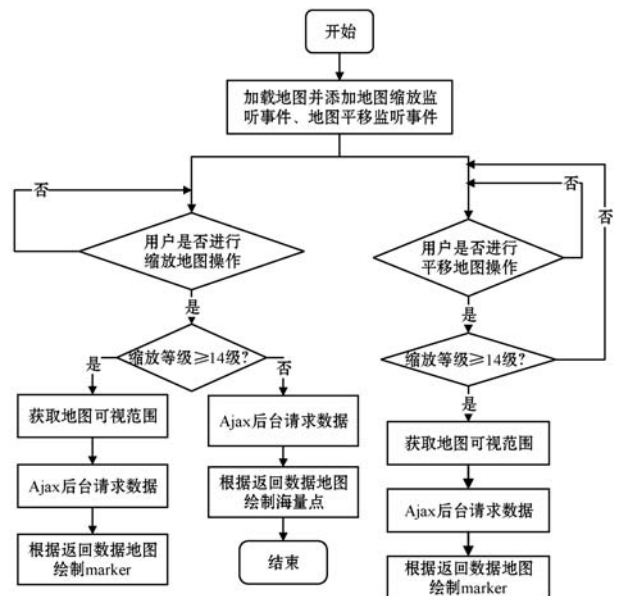 开始
加载地图并添加地图缩放监
听事件、地图平移监听事件
否
用户是否进行
缩放地图操作
是
缩放等级≥14级?
是
否
获取地图可视范围
Ajax后台请求数据
根据返回数据地图
绘制marker
Ajax后台请求数据
根据返回数据地图
绘制海量点
结束
否
否
用户是否进行
平移地图操作
是
缩放等级≥14级?
是
获取地图可视范围
Ajax后台请求数据
根据返回数据地图
绘制marker